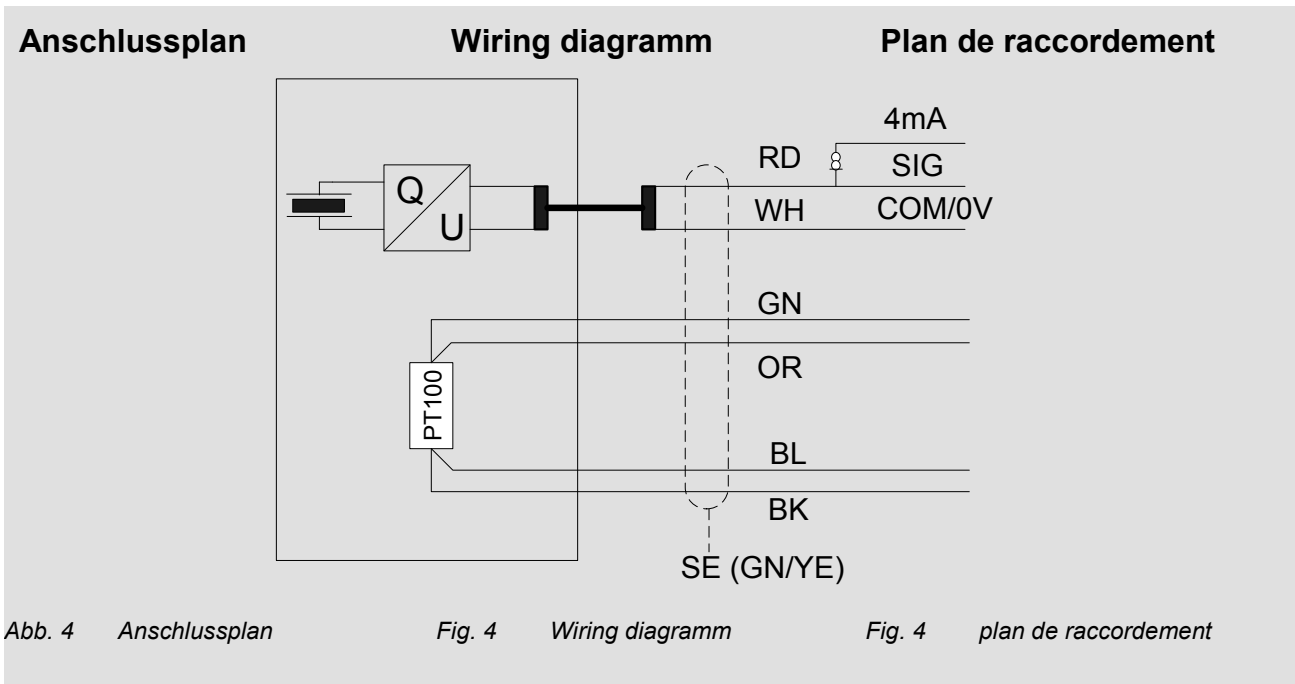 Anschlussplan Wiring diagramm Plan de raccordement
4mA
RD SIG
Q
U
WH COM/0V
GN
OR
PT100
BL
BK
SE (GN/YE)
Abb. 4 Anschlussplan Fig. 4 Wiring diagramm Fig. 4 plan de raccordement